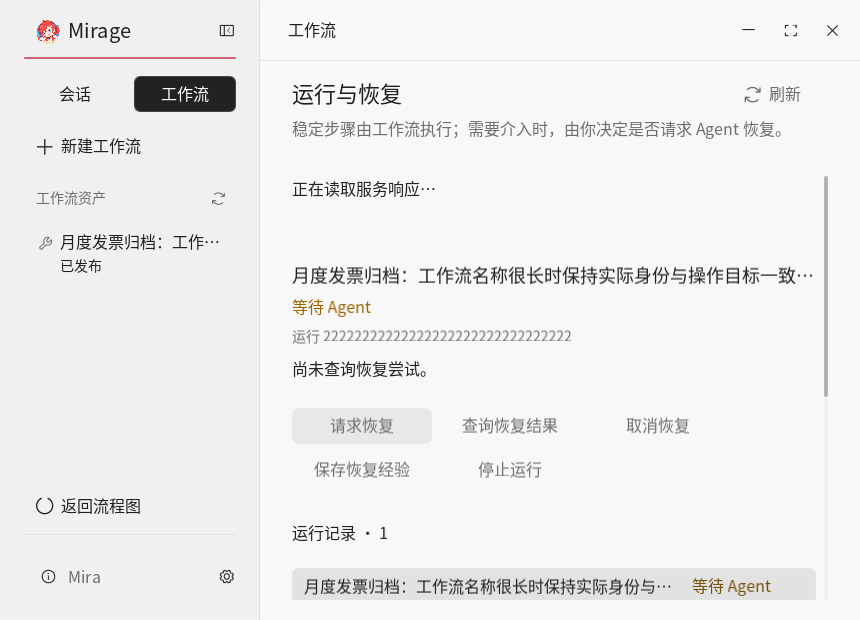 Mirage
工作流
会话
工作流
运行与恢复
刷新
稳定步骤由工作流执行；需要介入时，由你决定是否请求 Agent 恢复。
新建工作流
工作流资产
正在读取服务响应…
月度发票归档：工作…
已发布
月度发票归档：工作流名称很长时保持实际身份与操作目标一致…
等待 Agent
运行 22222222222222222222222222222222
尚未查询恢复尝试。
请求恢复
查询恢复结果
取消恢复
保存恢复经验
停止运行
返回流程图
运行记录 · 1
Mira
月度发票归档：工作流名称很长时保持实际身份与…
等待 Agent